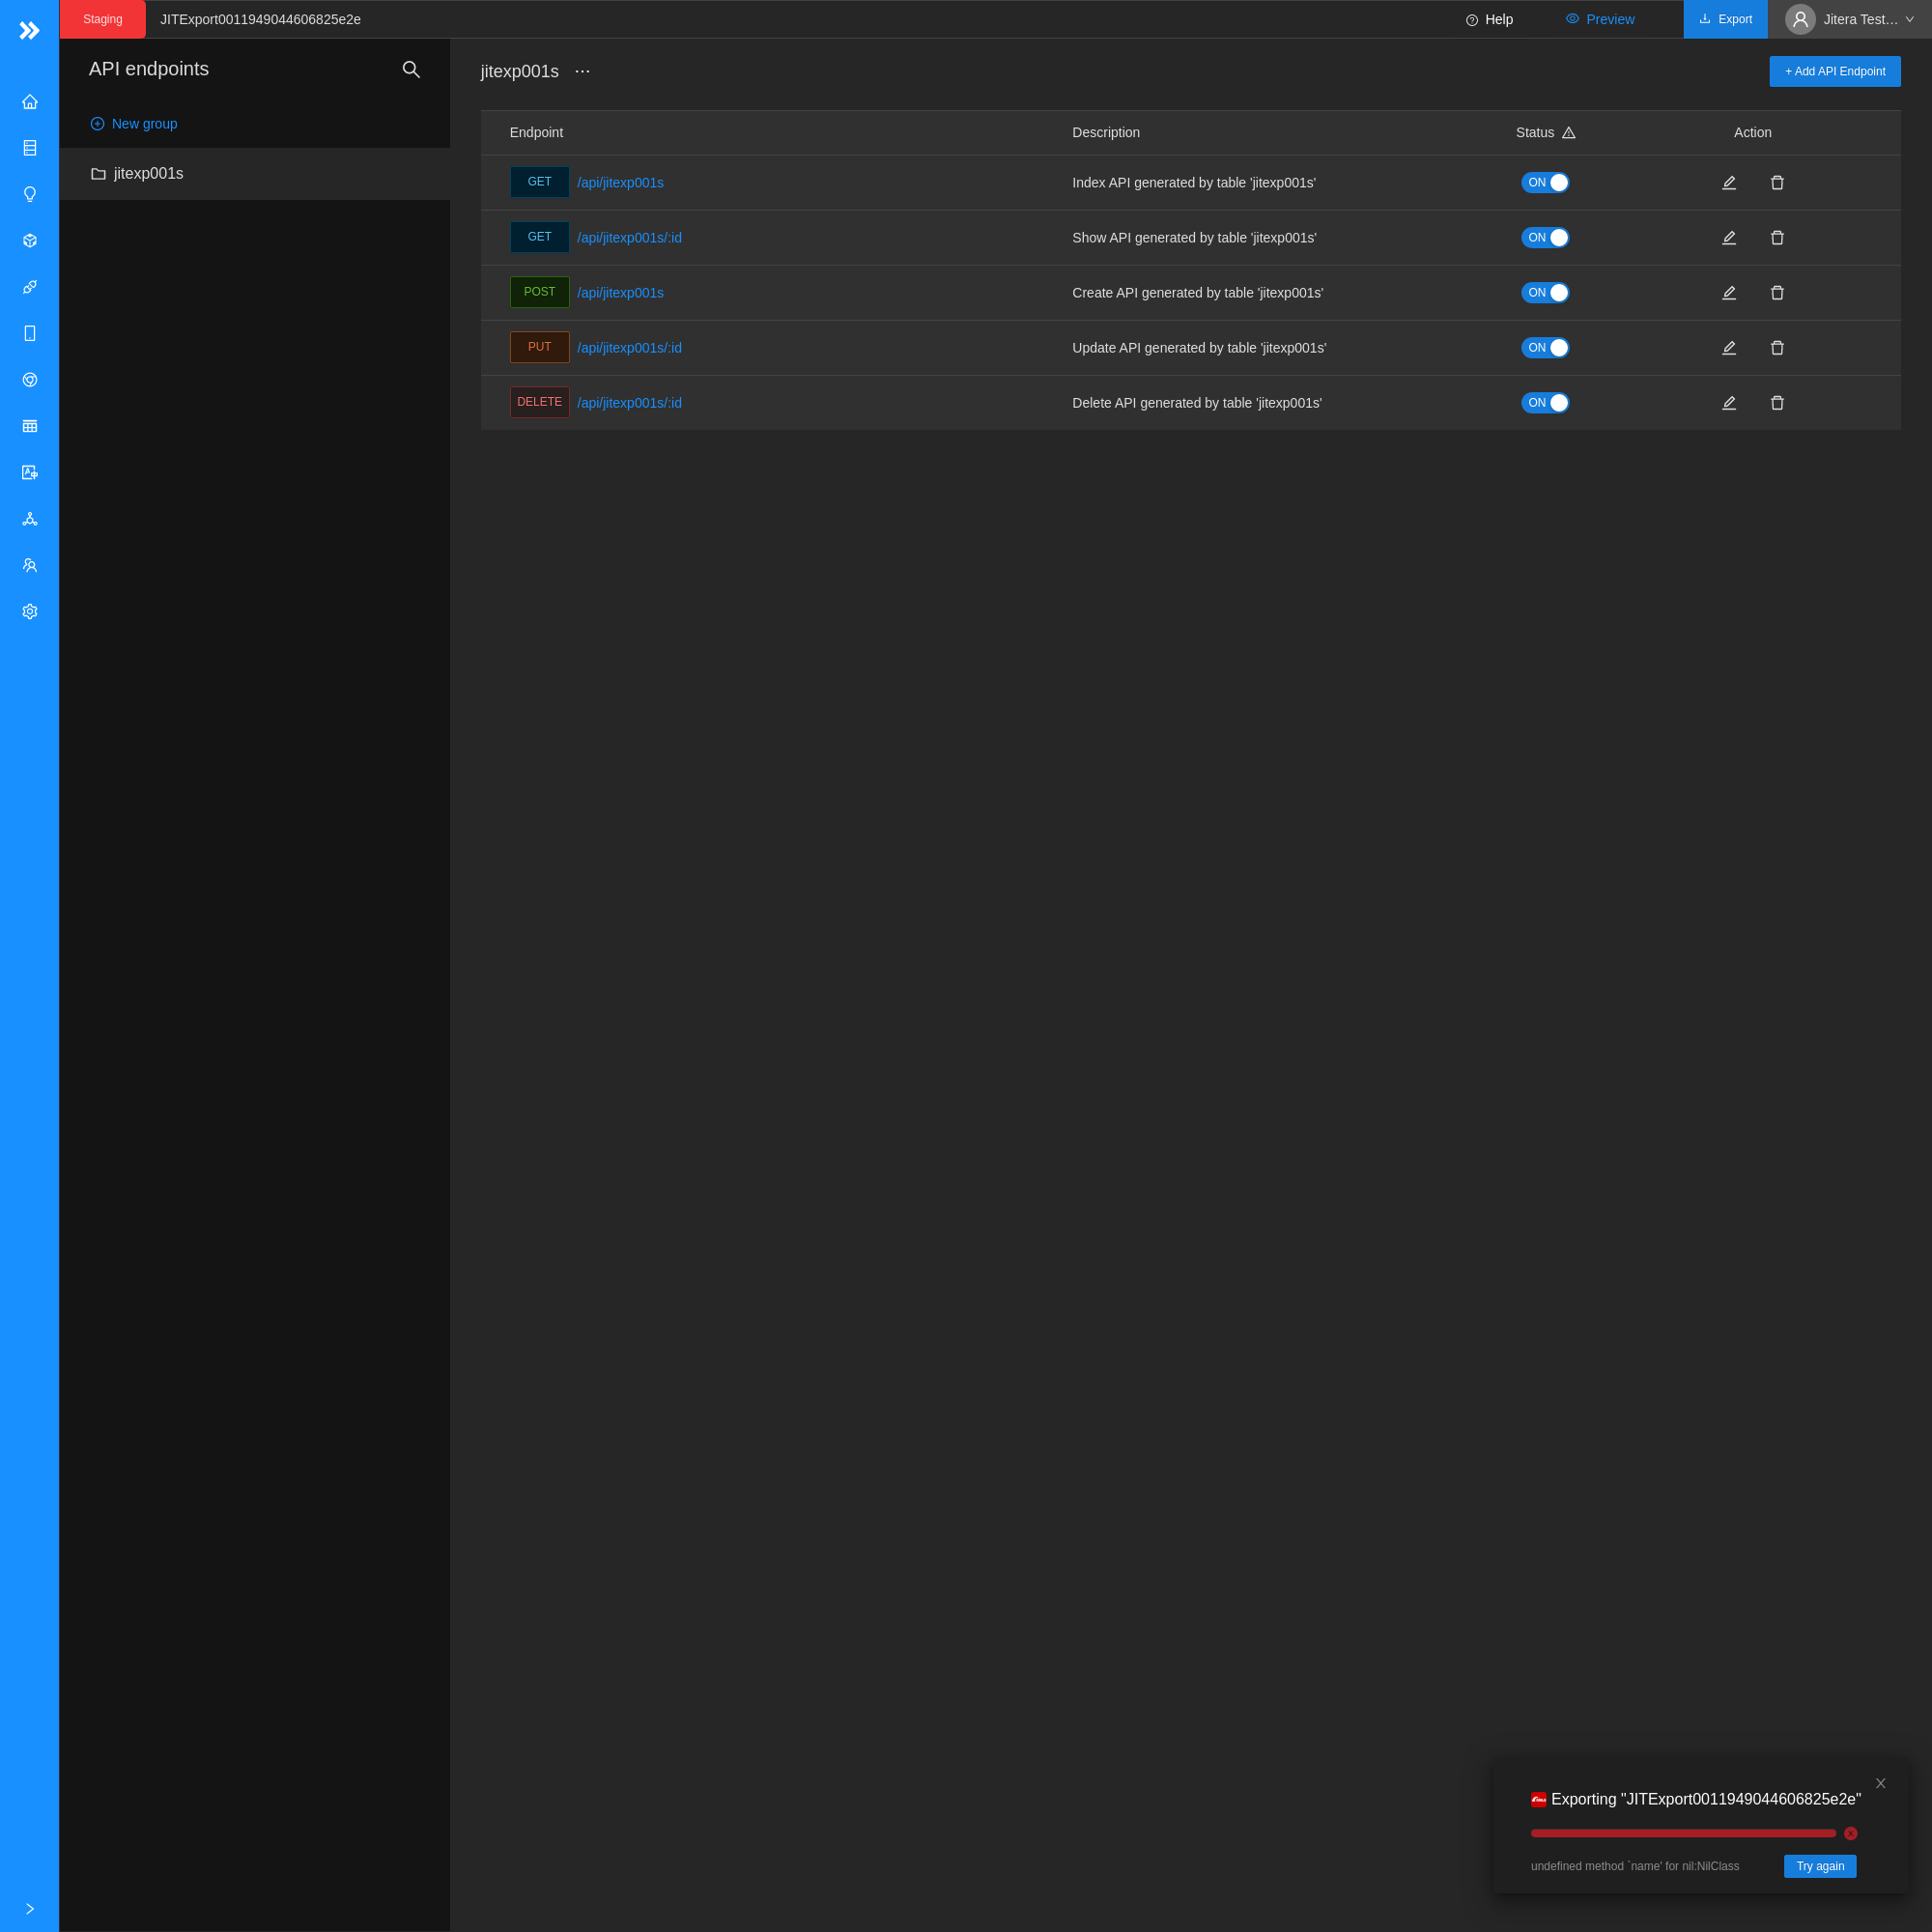 Staging JITExport0011949044606825e2e Help Preview Export Jitera Test…
API endpoints
New group
jitexp001s
jitexp001s ··· + Add API Endpoint
Endpoint Description Status Action
GET /api/jitexp001s Index API generated by table 'jitexp001s' ON
GET /api/jitexp001s/:id Show API generated by table 'jitexp001s' ON
POST /api/jitexp001s Create API generated by table 'jitexp001s' ON
PUT /api/jitexp001s/:id Update API generated by table 'jitexp001s' ON
DELETE /api/jitexp001s/:id Delete API generated by table 'jitexp001s' ON
Exporting "JITExport0011949044606825e2e"
undefined method `name' for nil:NilClass Try again